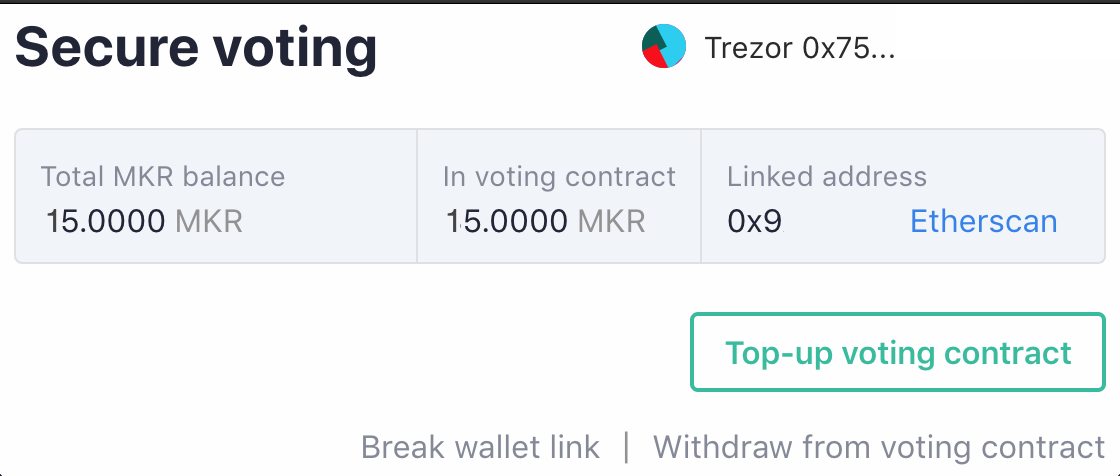 Secure voting
Trezor 0x75...
Total MKR balance
15.0000 MKR
In voting contract
15.0000 MKR
Linked address
0x9
Etherscan
Top-up voting contract
Break wallet link | Withdraw from voting contract